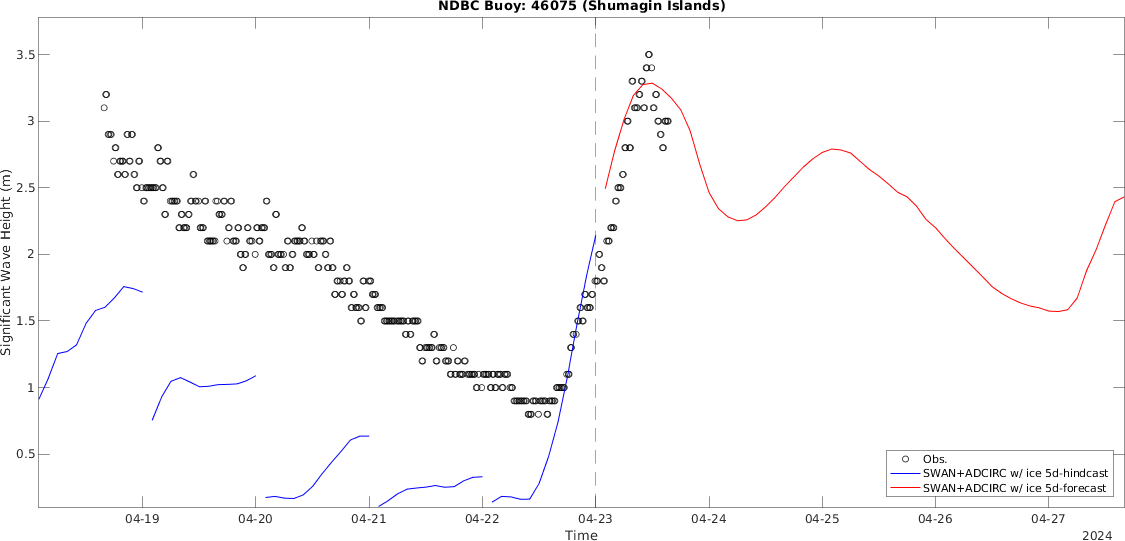 NDBC Buoy: 46075 (Shumagin Islands)
Significant Wave Height (m)
3.5
3
2.5
2
1.5
1
0.5
Obs.
SWAN+ADCIRC w/ ice 5d-hindcast
SWAN+ADCIRC w/ ice 5d-forecast
04-19 04-20 04-21 04-22 04-23 04-24 04-25 04-26 04-27
Time
2024